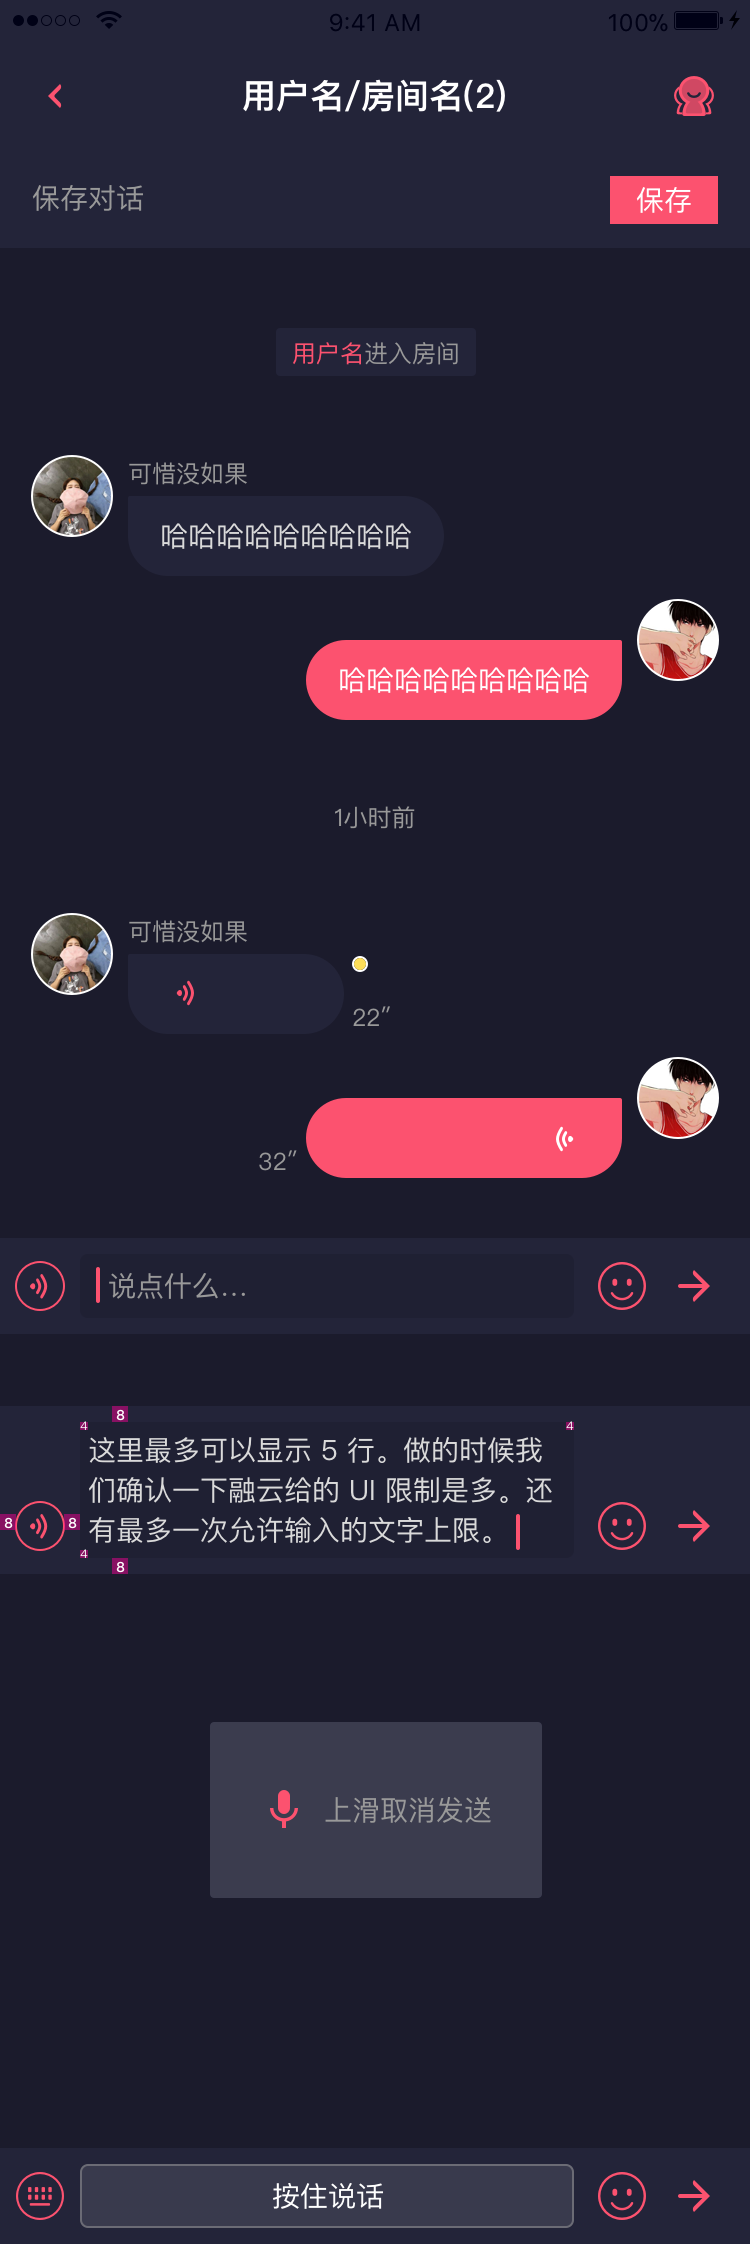 9:41 AM
100%
用户名/房间名(2)
保存对话
保存
用户名进入房间
可惜没如果
哈哈哈哈哈哈哈哈哈
哈哈哈哈哈哈哈哈哈
1小时前
可惜没如果
22″
32″
说点什么...
8
4
4
这里最多可以显示 5 行。做的时候我
们确认一下融云给的 UI 限制是多。还
有最多一次允许输入的文字上限。
8
8
4
8
上滑取消发送
按住说话